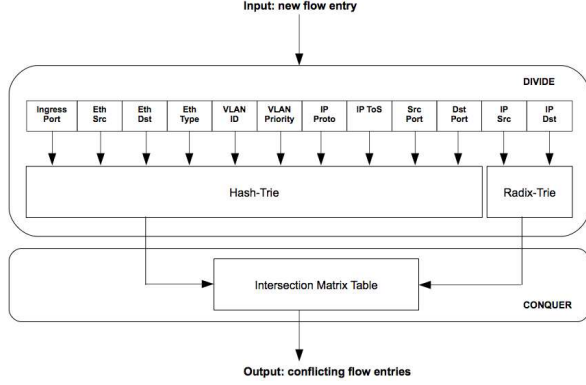 Input: new flow entry
DIVIDE
Ingress Port
Eth Src
Eth Dst
Eth Type
VLAN ID
VLAN Priority
IP Proto
IP ToS
Src Port
Dst Port
IP Src
IP Dst
Hash-Trie
Radix-Trie
Intersection Matrix Table
CONQUER
Output: conflicting flow entries